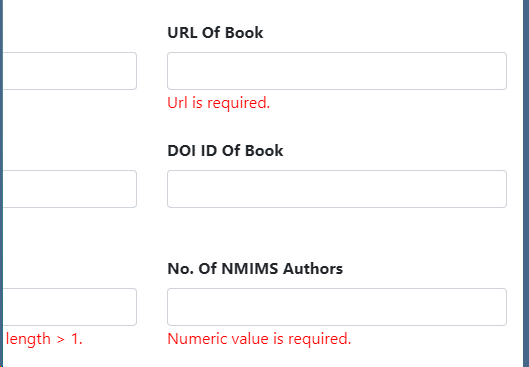 URL Of Book
Url is required.
DOI ID Of Book
No. Of NMIMS Authors
length > 1.
Numeric value is required.